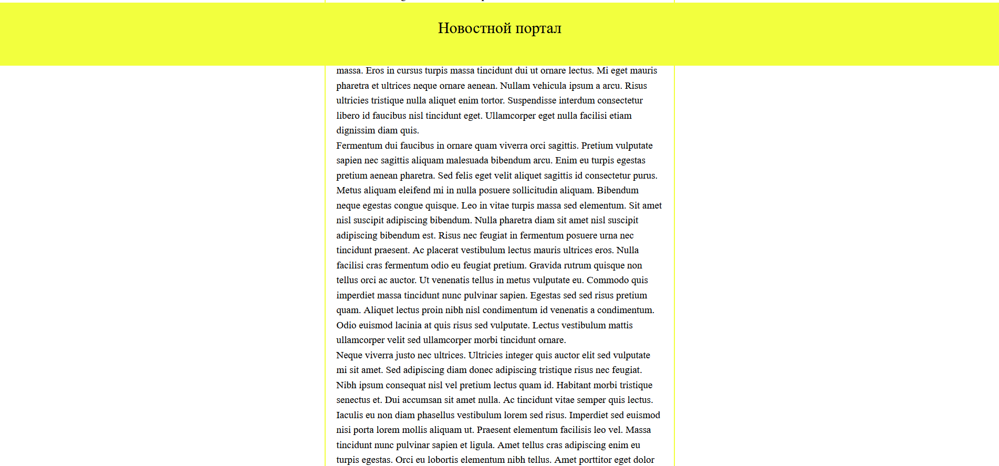 Новостной портал
massa. Eros in cursus turpis massa tincidunt dui ut ornare lectus. Mi eget mauris
pharetra et ultrices neque ornare aenean. Nullam vehicula ipsum a arcu. Risus
ultricies tristique nulla aliquet enim tortor. Suspendisse interdum consectetur
libero id faucibus nisl tincidunt eget. Ullamcorper eget nulla facilisi etiam
dignissim diam quis.
Fermentum dui faucibus in ornare quam viverra orci sagittis. Pretium vulputate
sapien nec sagittis aliquam malesuada bibendum arcu. Enim eu turpis egestas
pretium aenean pharetra. Sed felis eget velit aliquet sagittis id consectetur purus.
Metus aliquam eleifend mi in nulla posuere sollicitudin aliquam. Bibendum
neque egestas congue quisque. Leo in vitae turpis massa sed elementum. Sit amet
nisl suscipit adipiscing bibendum. Nulla pharetra diam sit amet nisl suscipit
adipiscing bibendum est. Risus nec feugiat in fermentum posuere urna nec
tincidunt praesent. Ac placerat vestibulum lectus mauris ultrices eros. Nulla
facilisi cras fermentum odio eu feugiat pretium. Gravida rutrum quisque non
tellus orci ac auctor. Ut venenatis tellus in metus vulputate eu. Commodo quis
imperdiet massa tincidunt nunc pulvinar sapien. Egestas sed sed risus pretium
quam. Aliquet lectus proin nibh nisl condimentum id venenatis a condimentum.
Odio euismod lacinia at quis risus sed vulputate. Lectus vestibulum mattis
ullamcorper velit sed ullamcorper morbi tincidunt ornare.
Neque viverra justo nec ultrices. Ultricies integer quis auctor elit sed vulputate
mi sit amet. Sed adipiscing diam donec adipiscing tristique risus nec feugiat.
Nibh ipsum consequat nisl vel pretium lectus quam id. Habitant morbi tristique
senectus et. Dui accumsan sit amet nulla. Ac tincidunt vitae semper quis lectus.
Iaculis eu non diam phasellus vestibulum lorem sed risus. Imperdiet sed euismod
nisi porta lorem mollis aliquam ut. Praesent elementum facilisis leo vel. Massa
tincidunt nunc pulvinar sapien et ligula. Amet tellus cras adipiscing enim eu
turpis egestas. Orci eu lobortis elementum nibh tellus. Amet porttitor eget dolor